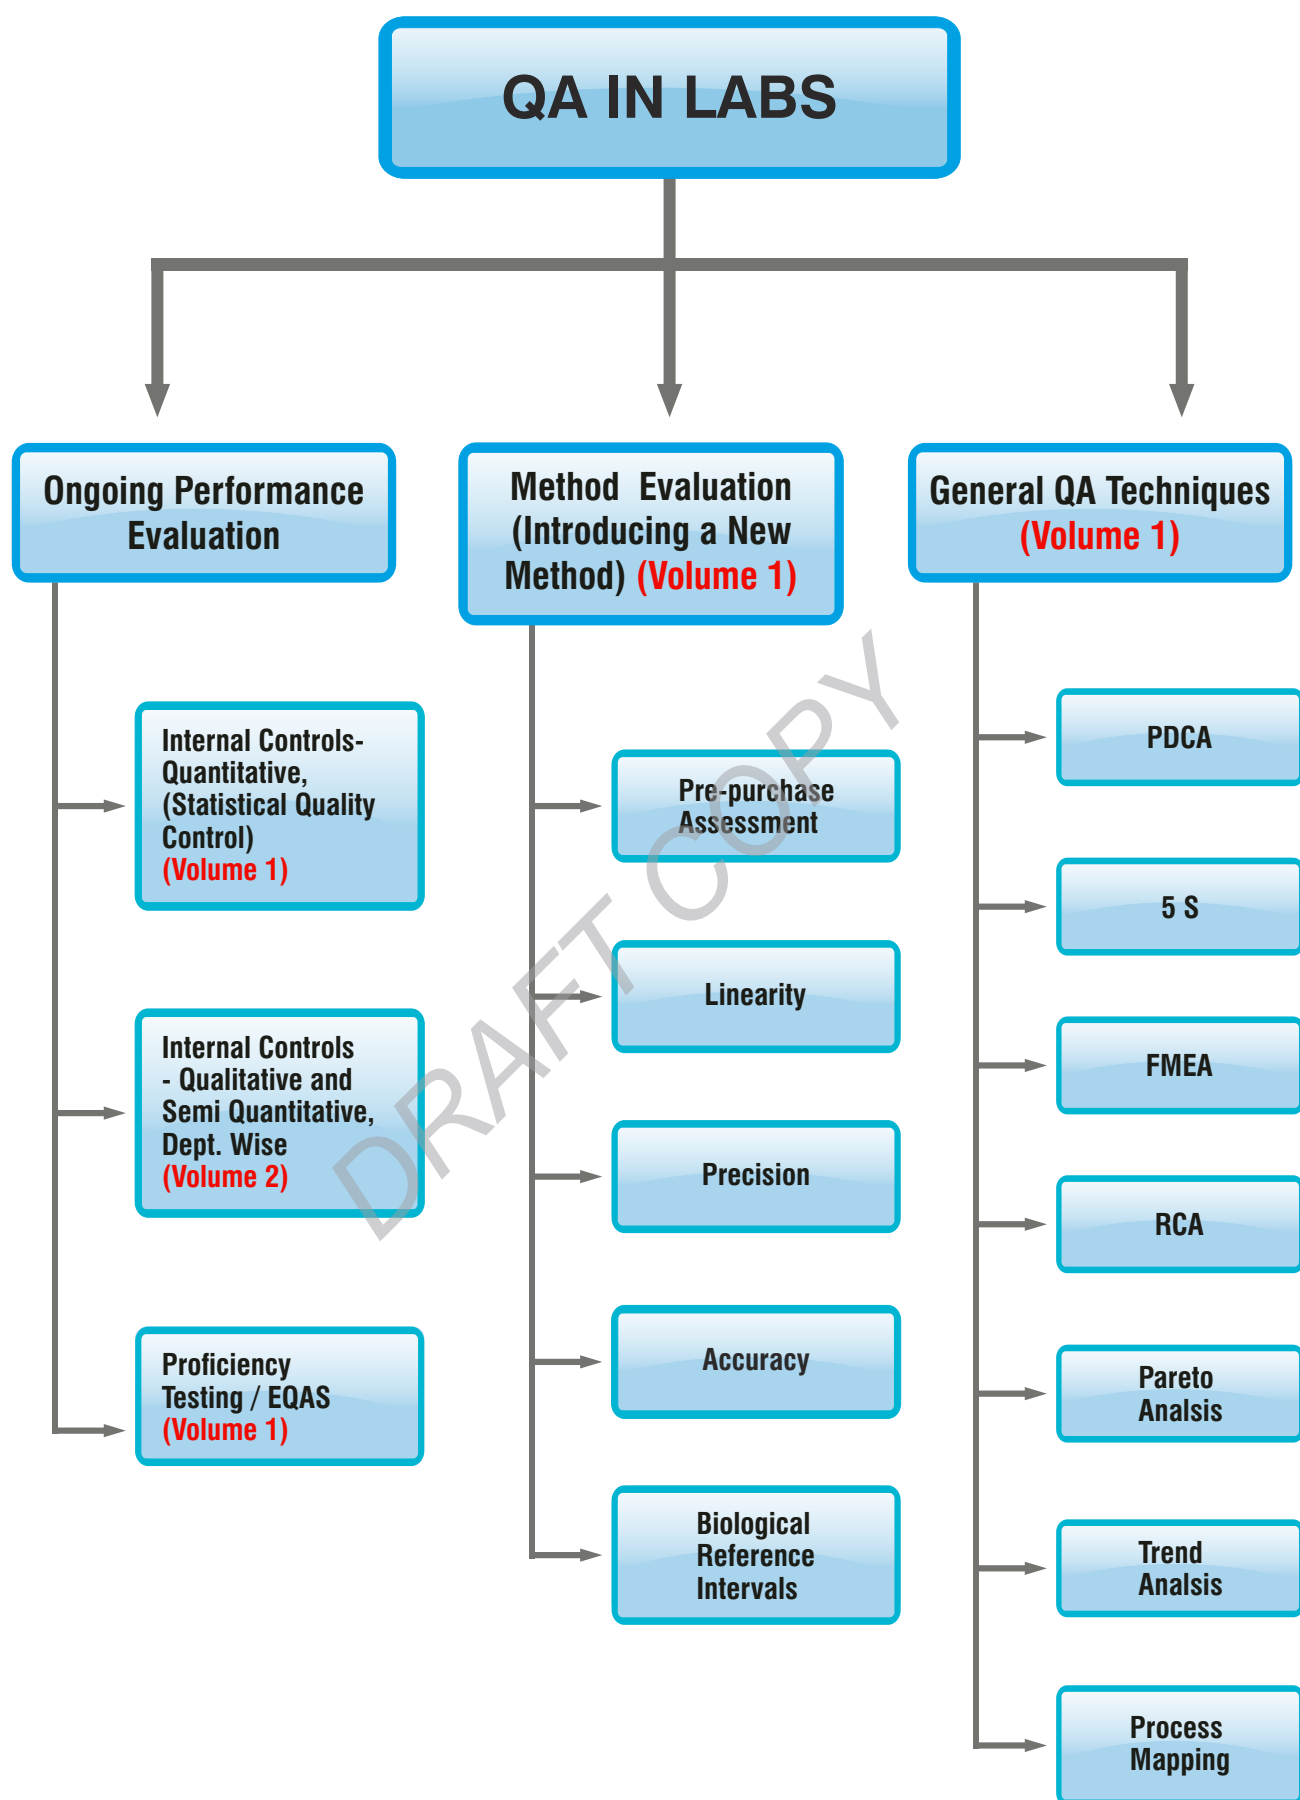 QA IN LABS
Ongoing Performance
Evaluation
Internal Controls-
Quantitative,
(Statistical Quality
Control)
(Volume 1)
Internal Controls
- Qualitative and
Semi Quantitative,
Dept. Wise
(Volume 2)
Proficiency
Testing / EQAS
(Volume 1)
Method Evaluation
(Introducing a New
Method) (Volume 1)
Pre-purchase
Assessment
Linearity
Precision
Accuracy
Biological
Reference
Intervals
General QA Techniques
(Volume 1)
PDCA
5 S
FMEA
RCA
Pareto
Analsis
Trend
Analsis
Process
Mapping
DRAFT COPY